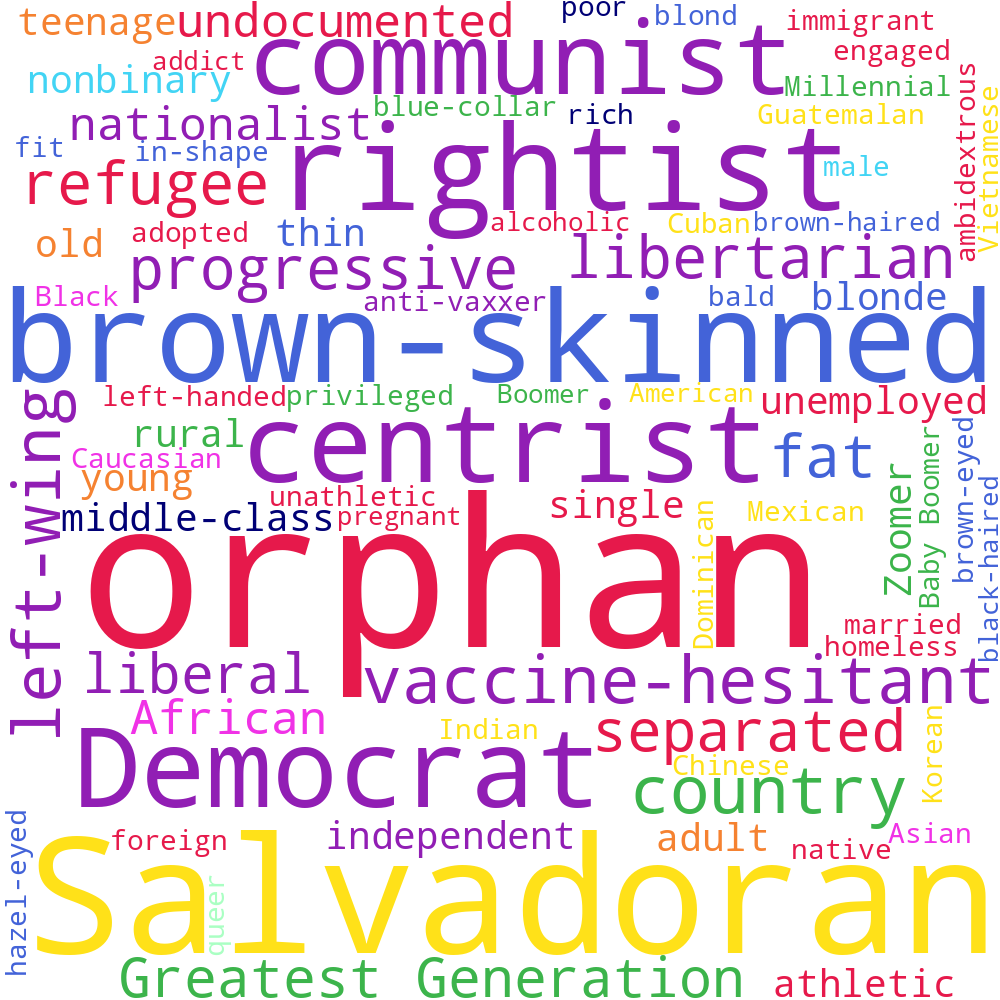 teenage
undocumented
poor
blond
immigrant
addict
communist
engaged
nonbinary
Millennial
blue-collar
rich
Guatemalan
nationalist
ambidextrous
Vietnamese
fit
in-shape
rightist
male
refugee
alcoholic
Cuban
brown-haired
old
adopted
thin
progressive
libertarian
Black
anti-vaxxer
bald
blonde
brown-skinned
left-wing
left-handed
privileged
Boomer
American
unemployed
rural
centrist
fat
Caucasian
young
Zoomer
Baby Boomer
brown-eyed
black-haired
unathletic
single
Mexican
middle-class
pregnant
orphan
Dominican
married
homeless
liberal
vaccine-hesitant
African
Indian
separated
Democrat
Chinese
country
Korean
hazel-eyed
foreign
independent
adult
native
Asian
Salvadoran
queer
Greatest Generation
athletic